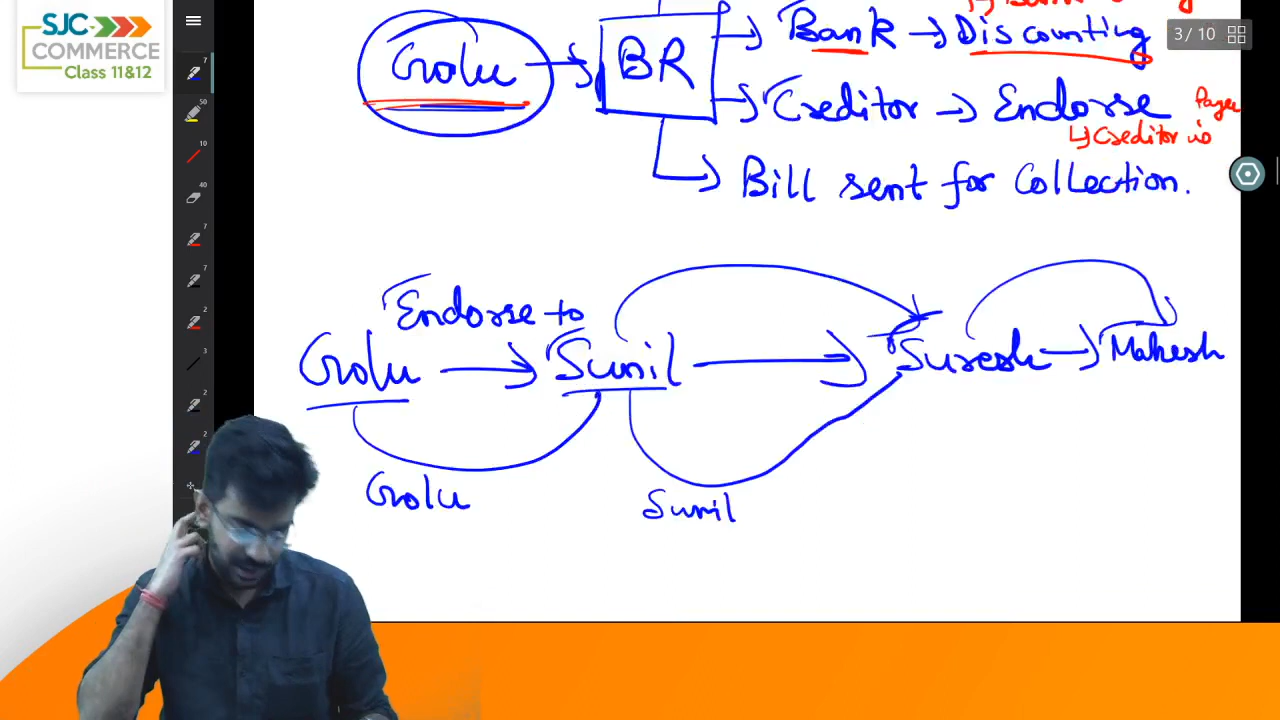 SJC
COMMERCE
Class 11&12
3 / 10
Bank → Discounting
Golu → BR
Creditor → Endorse
Payee
↳ Creditor is
Bill sent for Collection.
Endorse to
Golu → Sunil → Suresh → Mahesh
Golu
Sunil